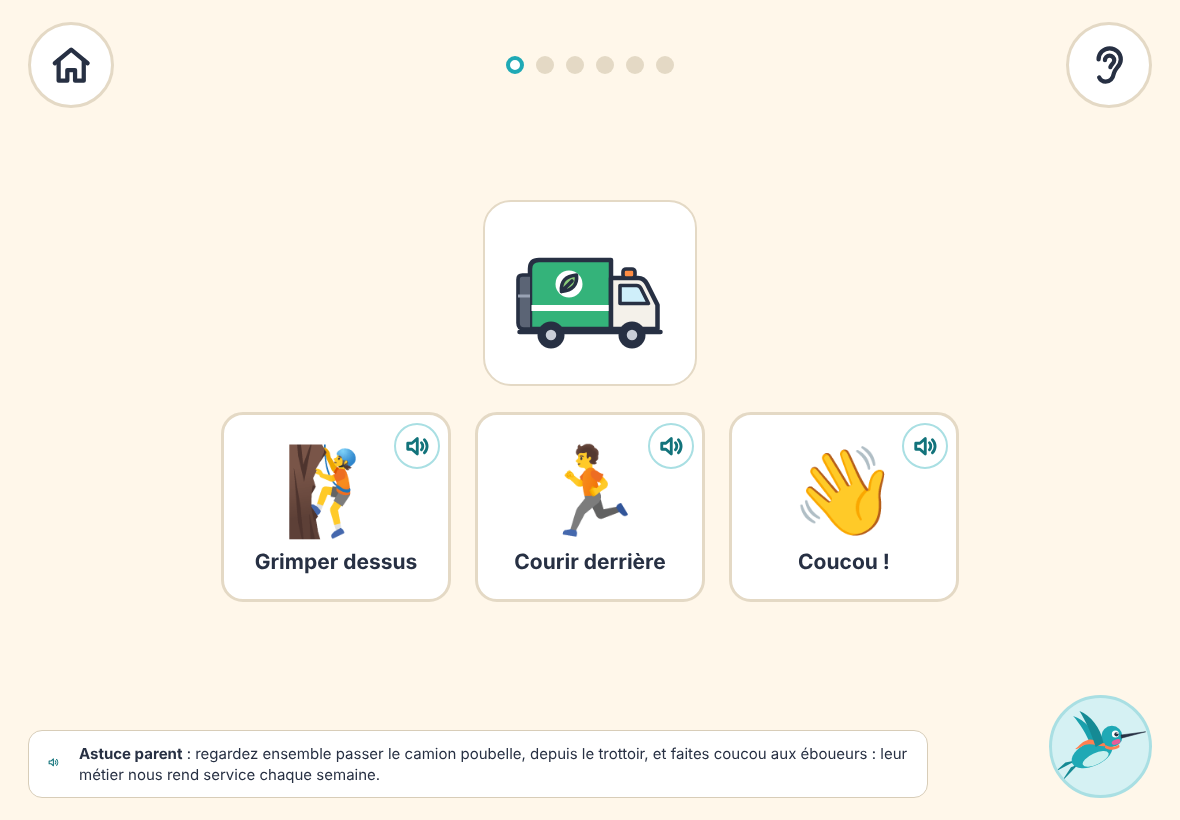 Grimper dessus
Courir derrière
Coucou !
Astuce parent : regardez ensemble passer le camion poubelle, depuis le trottoir, et faites coucou aux éboueurs : leur
métier nous rend service chaque semaine.